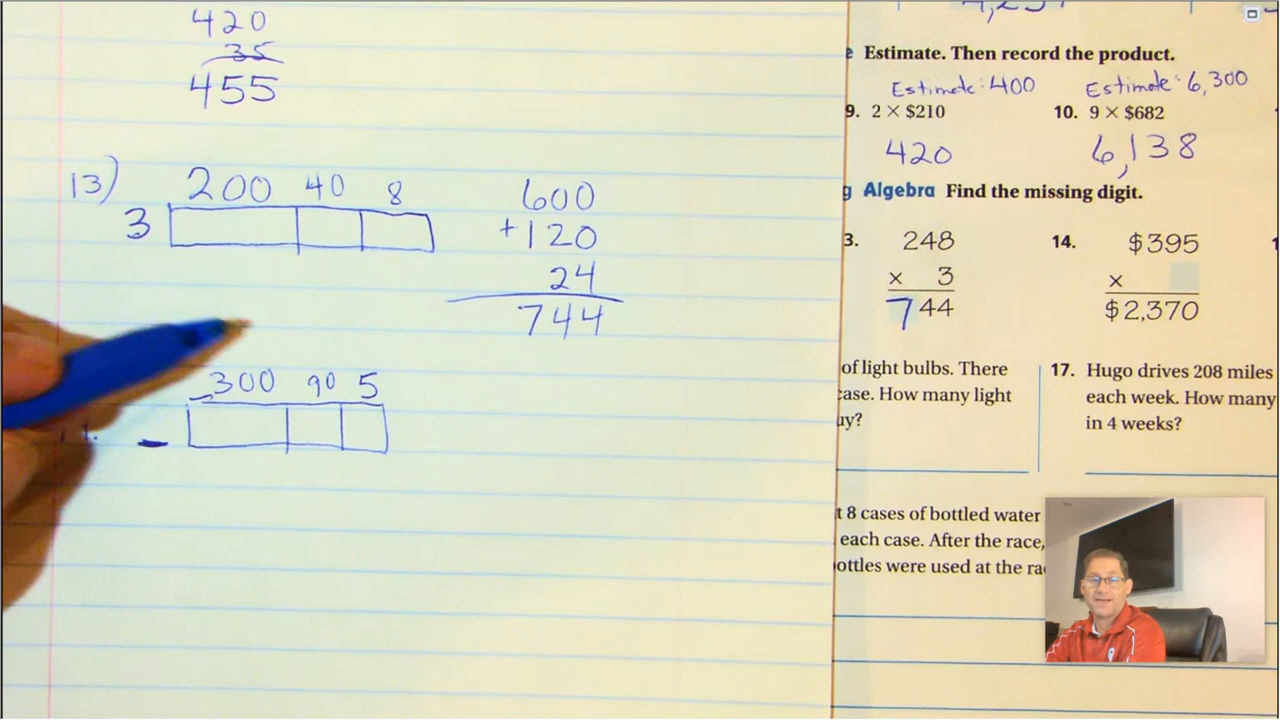 420
35
455
13) 200 40 8
3
600
+120
24
744
300 90 5
Estimate. Then record the product.
Estimate: 400
Estimate: 6,300
9. 2 × $210
10. 9 × $682
420
6,138
g Algebra Find the missing digit.
3. 248
× 3
744
14. $395
×
$2,370
of light bulbs. There
case. How many light
uy?
17. Hugo drives 208 miles
each week. How many
in 4 weeks?
t 8 cases of bottled water
each case. After the race,
ottles were used at the ra